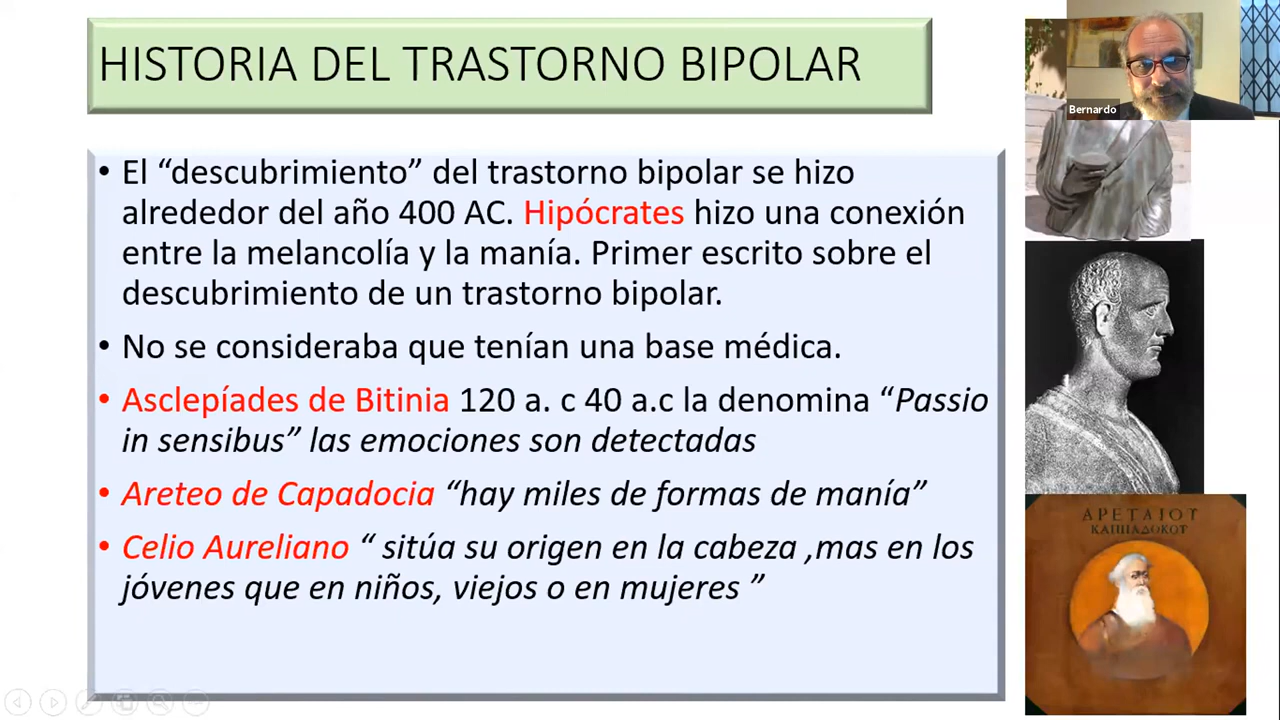 HISTORIA DEL TRASTORNO BIPOLAR
Bernardo
• El “descubrimiento” del trastorno bipolar se hizo
alrededor del año 400 AC. Hipócrates hizo una conexión
entre la melancolía y la manía. Primer escrito sobre el
descubrimiento de un trastorno bipolar.
• No se consideraba que tenían una base médica.
• Asclepíades de Bitinia 120 a. c 40 a.c la denomina “Passio
in sensibus” las emociones son detectadas
• Areteo de Capadocia “hay miles de formas de manía”
• Celio Aureliano “ sitúa su origen en la cabeza ,mas en los
jóvenes que en niños, viejos o en mujeres ”
ΑΡΕΤΑΙΟΥ
ΚΑΠΠΑΔΟΚΟΥ